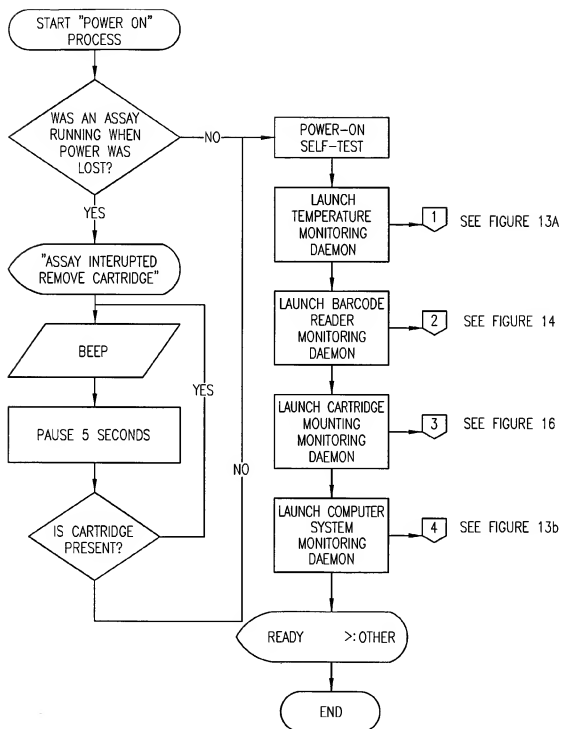 START "POWER ON"
PROCESS
WAS AN ASSAY
RUNNING WHEN
POWER WAS
LOST?
NO
YES
"ASSAY INTERUPTED
REMOVE CARTRIDGE"
BEEP
YES
PAUSE 5 SECONDS
NO
IS CARTRIDGE
PRESENT?
POWER-ON
SELF-TEST
LAUNCH
TEMPERATURE
MONITORING
DAEMON
1
SEE FIGURE 13A
LAUNCH BARCODE
READER
MONITORING
DAEMON
2
SEE FIGURE 14
LAUNCH CARTRIDGE
MOUNTING
MONITORING
DAEMON
3
SEE FIGURE 16
LAUNCH COMPUTER
SYSTEM
MONITORING
DAEMON
4
SEE FIGURE 13b
READY >:OTHER
END